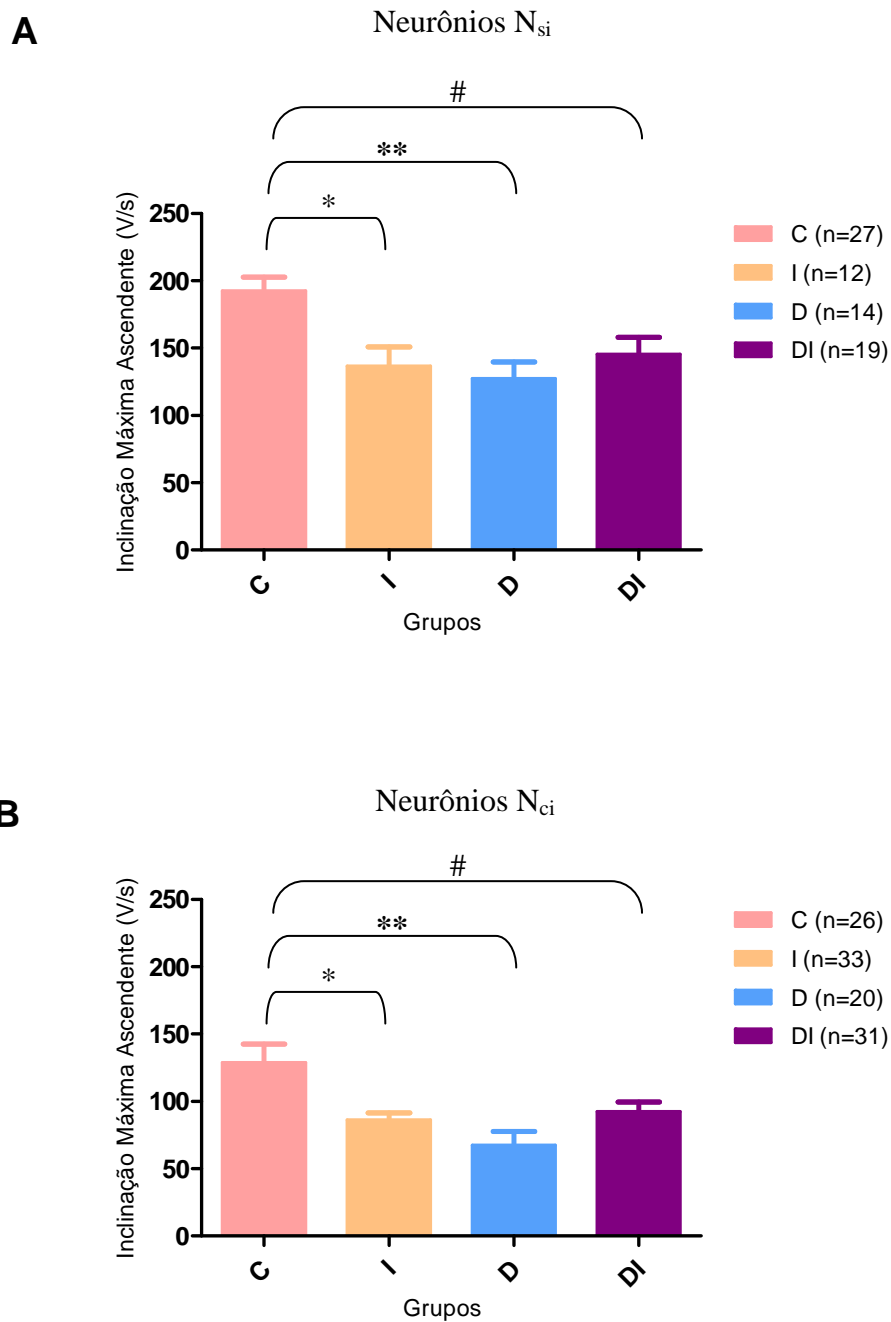 A
Neurônios Nsi
#
**
*
Inclinação Máxima Ascendente (V/s)
250
200
150
100
50
0
C
I
D
DI
Grupos
C (n=27)
I (n=12)
D (n=14)
DI (n=19)
B
Neurônios Nci
#
**
*
Inclinação Máxima Ascendente (V/s)
250
200
150
100
50
0
C
I
D
DI
Grupos
C (n=26)
I (n=33)
D (n=20)
DI (n=31)